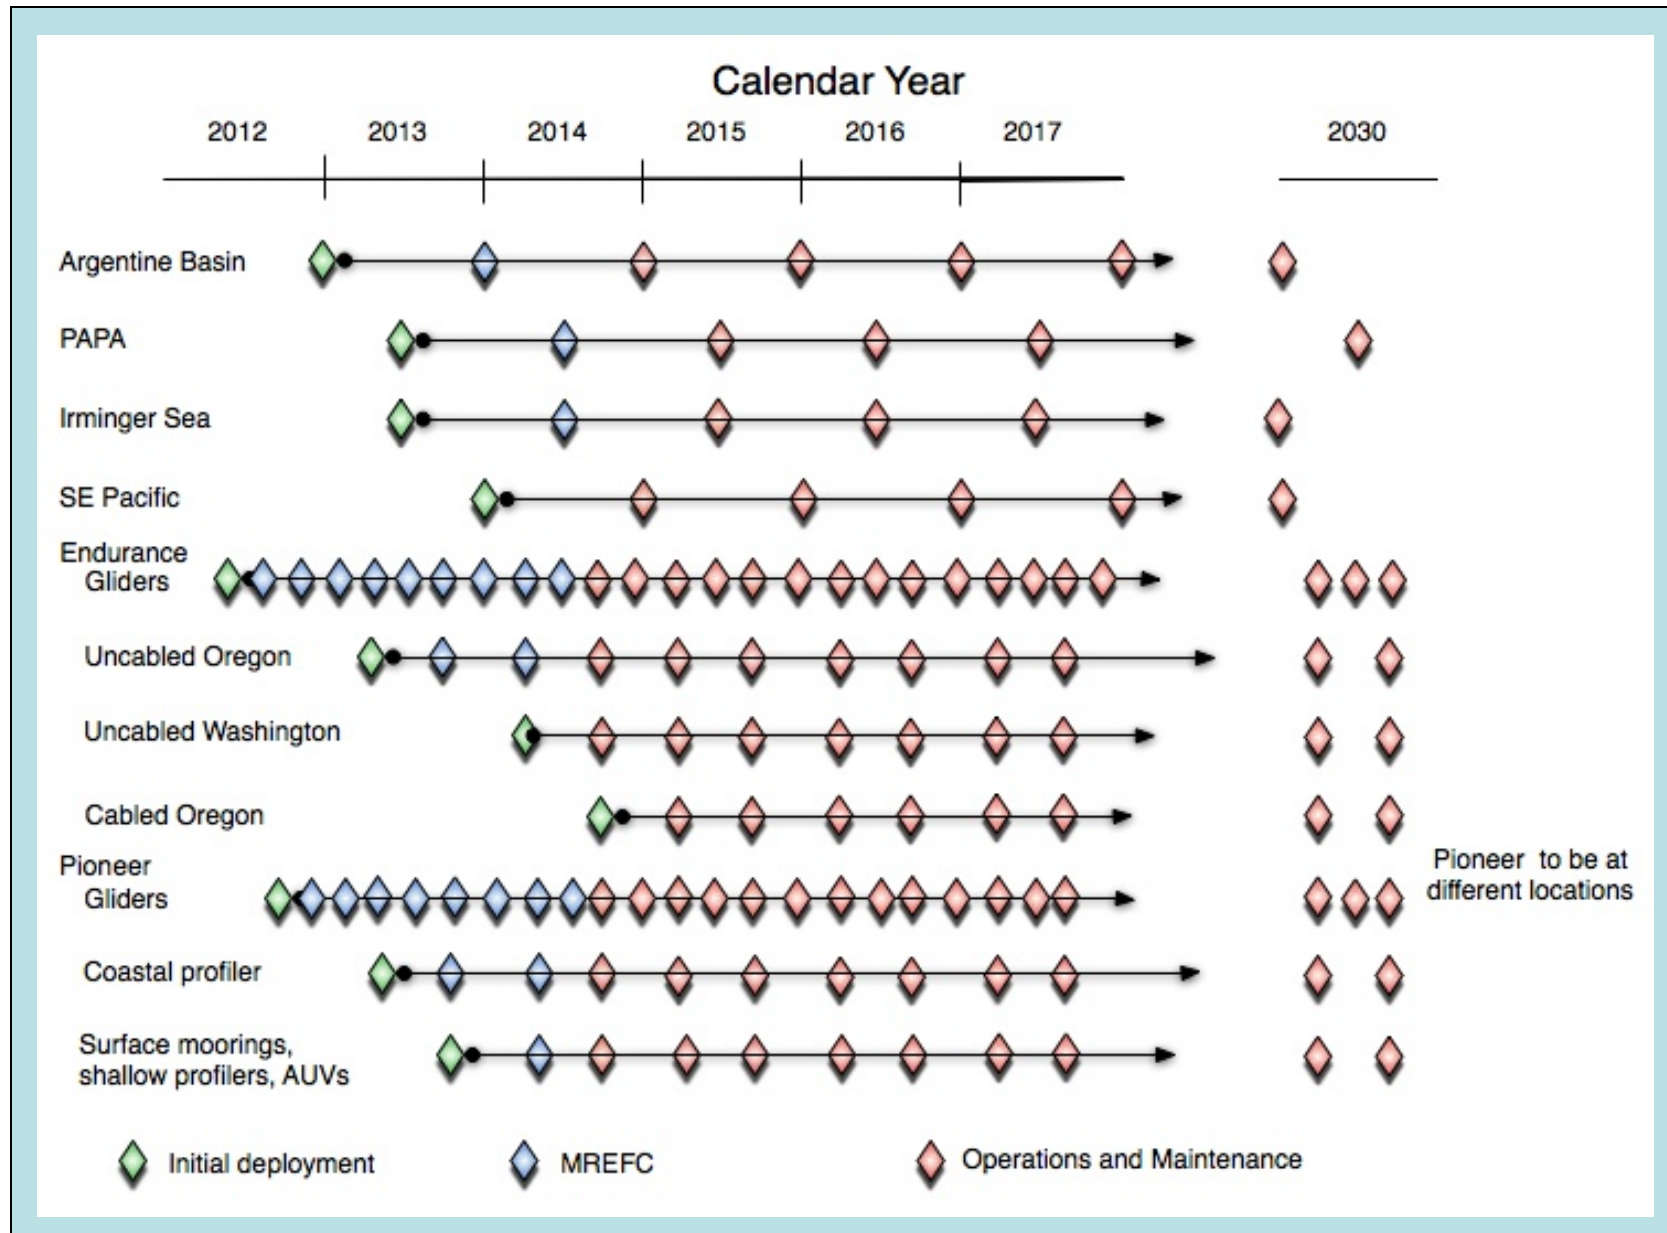 Calendar Year
2012 2013 2014 2015 2016 2017 2030
Argentine Basin
PAPA
Irminger Sea
SE Pacific
Endurance
Gliders
Uncabled Oregon
Uncabled Washington
Cabled Oregon
Pioneer
Gliders
Pioneer to be at
different locations
Coastal profiler
Surface moorings,
shallow profilers, AUVs
Initial deployment MREFC Operations and Maintenance